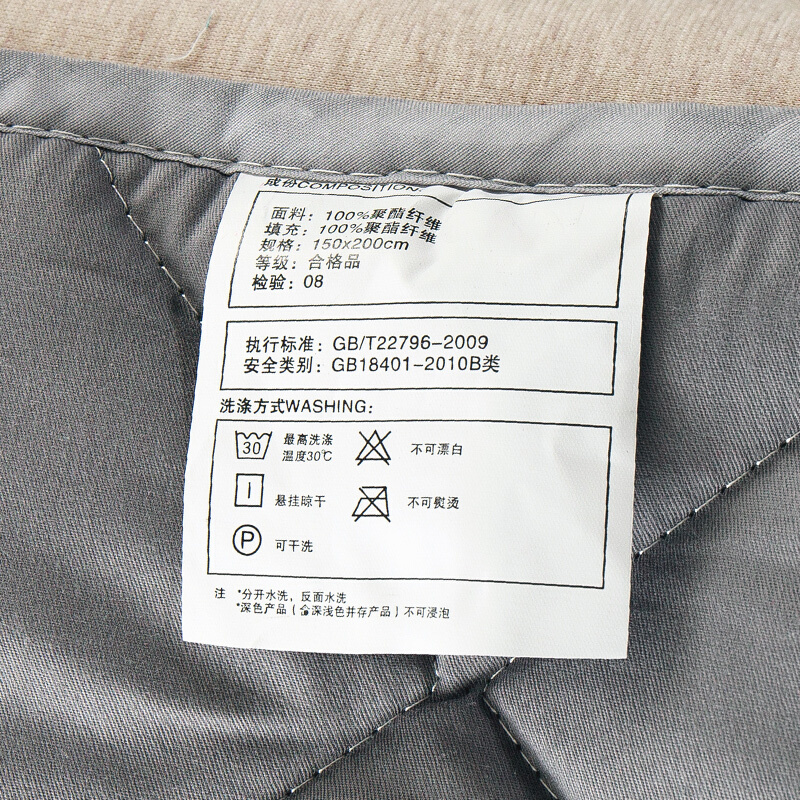 成份COMPOSITION:
面料：100%聚酯纤维
填充：100%聚酯纤维
规格：150x200cm
等级：合格品
检验：08
执行标准：GB/T22796-2009
安全类别：GB18401-2010B类
洗涤方式WASHING：
30 最高洗涤 不可漂白
温度30℃
悬挂晾干 不可熨烫
P 可干洗
注 *分开水洗，反面水洗
*深色产品（含深浅色并存产品）不可浸泡